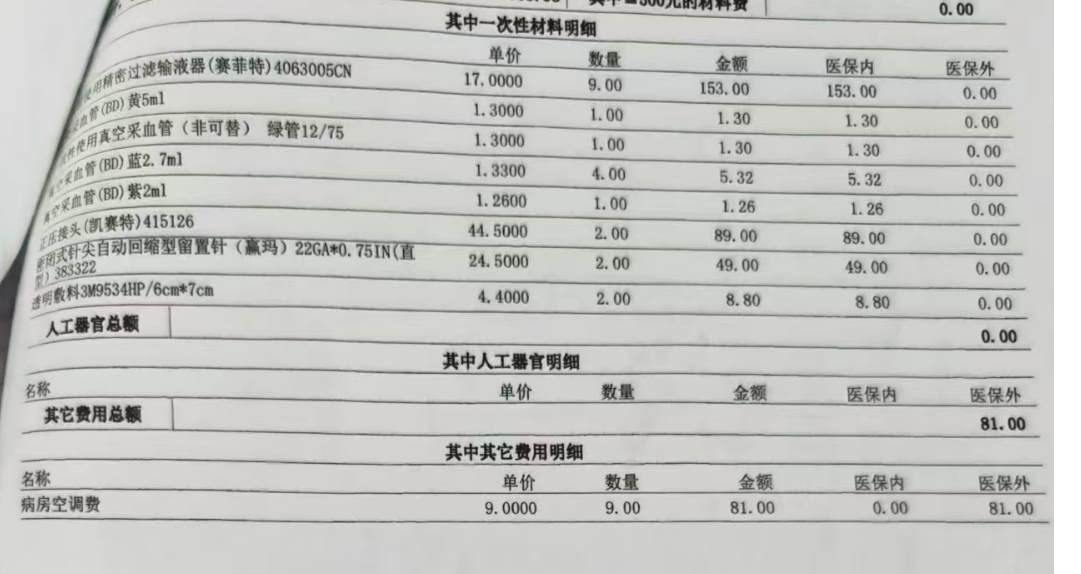 其中≥500元的材料费
0.00
其中一次性材料明细
单价 数量 金额 医保内 医保外
使用精密过滤输液器(赛菲特)4063005CN 17.0000 9.00 153.00 153.00 0.00
采血管(BD)黄5ml 1.3000 1.00 1.30 1.30 0.00
次性使用真空采血管（非可替） 绿管12/75 1.3000 1.00 1.30 1.30 0.00
真空采血管(BD)蓝2.7ml 1.3300 4.00 5.32 5.32 0.00
真空采血管(BD)紫2ml 1.2600 1.00 1.26 1.26 0.00
正压接头(凯赛特)415126 44.5000 2.00 89.00 89.00 0.00
密闭式针尖自动回缩型留置针（赢玛）22GA*0.75IN(直 24.5000 2.00 49.00 49.00 0.00
型）383322
透明敷料3M9534HP/6cm*7cm 4.4000 2.00 8.80 8.80 0.00
人工器官总额 0.00
其中人工器官明细
名称 单价 数量 金额 医保内 医保外
其它费用总额 81.00
其中其它费用明细
名称 单价 数量 金额 医保内 医保外
病房空调费 9.0000 9.00 81.00 0.00 81.00